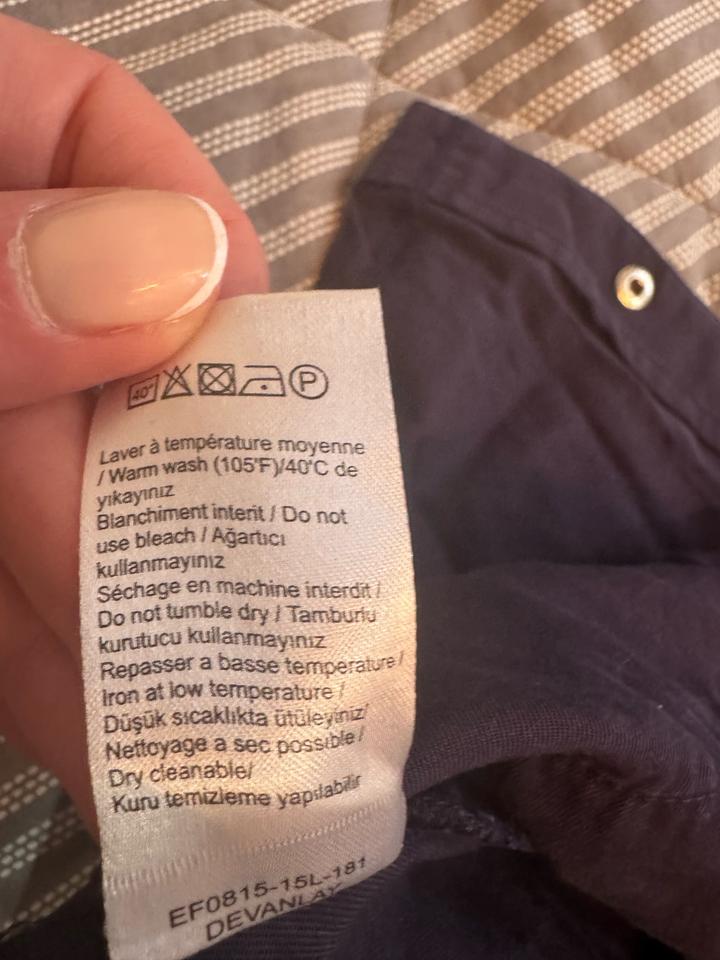 40°
P
Laver à température moyenne
/ Warm wash (105°F)/40°C de
yıkayınız
Blanchiment interit / Do not
use bleach / Ağartıcı
kullanmayınız
Séchage en machine interdit /
Do not tumble dry / Tamburlu
kurutucu kullanmayınız
Repasser a basse temperature /
Iron at low temperature /
Düşük sıcaklıkta ütüleyiniz/
Nettoyage a sec possible /
Dry cleanable/
Kuru temizleme yapılabilir
EF0815-15L-181
DEVANLAY